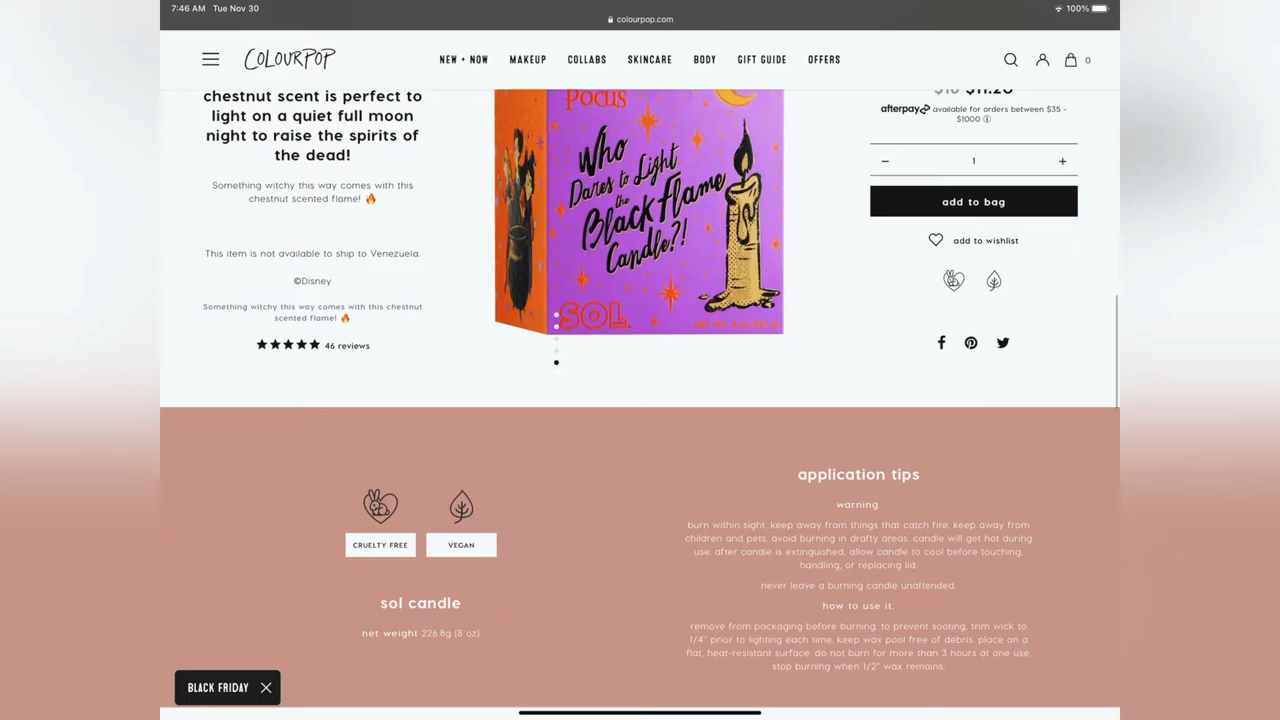 7:46 AM Tue Nov 30
colourpop.com
100%
COLOURPOP
NEW + NOW MAKEUP COLLABS SKINCARE BODY GIFT GUIDE OFFERS
0
chestnut scent is perfect to
light on a quiet full moon
night to raise the spirits of
the dead!
Something witchy this way comes with this
chestnut scented flame! 🔥
This item is not available to ship to Venezuela.
©Disney
Something witchy this way comes with this chestnut
scented flame! 🔥
★★★★★ 46 reviews
Pocus
Who
Dares to Light
the
Black Flame
Candle?!
SOL.
$16 $11.20
afterpay available for orders between $35 -
$1000 ⓘ
− 1 +
add to bag
add to wishlist
CRUELTY FREE
VEGAN
sol candle
net weight 226.8g (8 oz)
application tips
warning.
burn within sight. keep away from things that catch fire. keep away from
children and pets. avoid burning in drafty areas. candle will get hot during
use. after candle is extinguished, allow candle to cool before touching,
handling, or replacing lid.
never leave a burning candle unattended.
how to use it.
remove from packaging before burning. to prevent sooting, trim wick to
1/4" prior to lighting each time. keep wax pool free of debris. place on a
flat, heat-resistant surface. do not burn for more than 3 hours at one use
stop burning when 1/2" wax remains.
BLACK FRIDAY